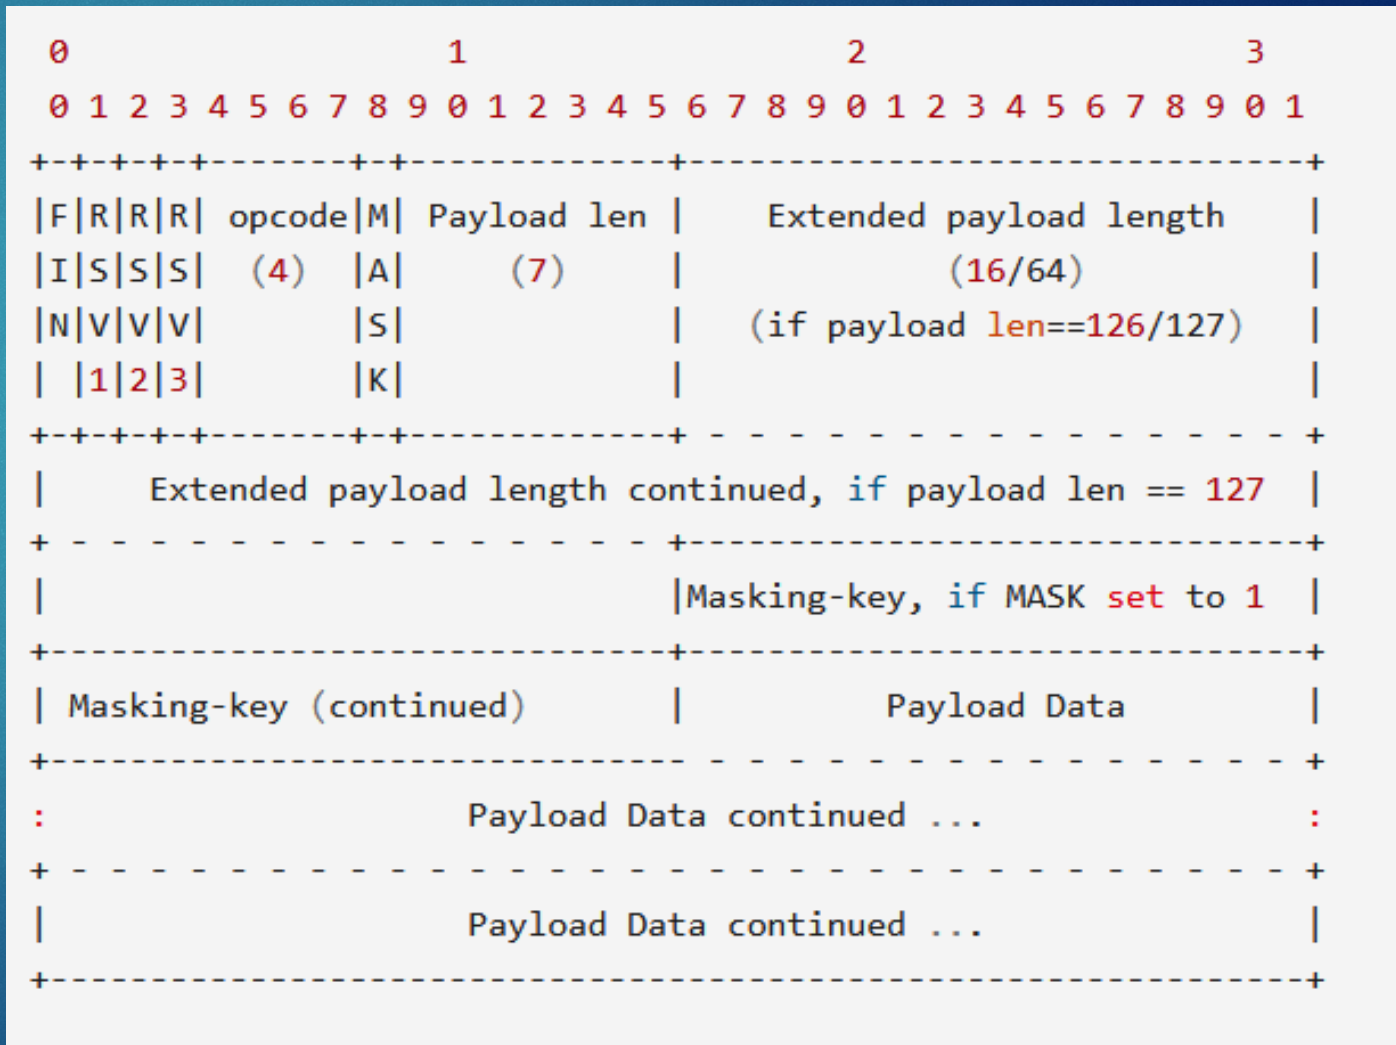 0                   1                   2                   3
 0 1 2 3 4 5 6 7 8 9 0 1 2 3 4 5 6 7 8 9 0 1 2 3 4 5 6 7 8 9 0 1
+-+-+-+-+-------+-+-------------+-------------------------------+
|F|R|R|R| opcode|M| Payload len |    Extended payload length    |
|I|S|S|S|  (4)  |A|     (7)     |             (16/64)           |
|N|V|V|V|       |S|             |   (if payload len==126/127)   |
| |1|2|3|       |K|             |                               |
+-+-+-+-+-------+-+-------------+ - - - - - - - - - - - - - - - +
|     Extended payload length continued, if payload len == 127  |
+ - - - - - - - - - - - - - - - +-------------------------------+
|                               |Masking-key, if MASK set to 1  |
+-------------------------------+-------------------------------+
| Masking-key (continued)       |          Payload Data         |
+-------------------------------- - - - - - - - - - - - - - - - +
:                     Payload Data continued ...                :
+ - - - - - - - - - - - - - - - - - - - - - - - - - - - - - - - +
|                     Payload Data continued ...                |
+---------------------------------------------------------------+